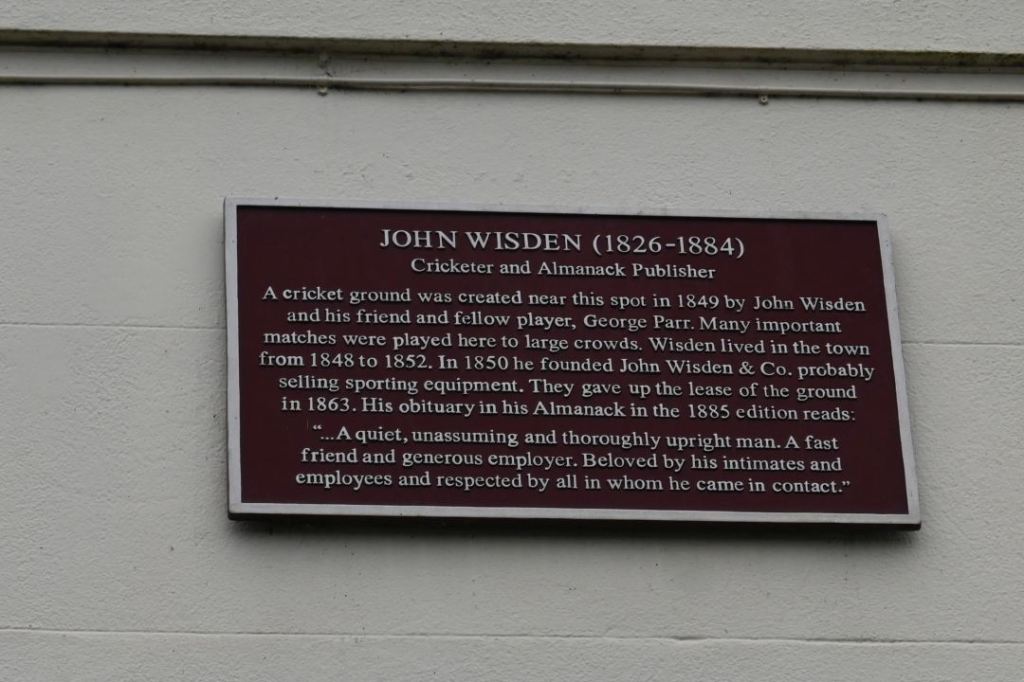 JOHN WISDEN (1826-1884)
Cricketer and Almanack Publisher
A cricket ground was created near this spot in 1849 by John Wisden
and his friend and fellow player, George Parr. Many important
matches were played here to large crowds. Wisden lived in the town
from 1848 to 1852. In 1850 he founded John Wisden & Co. probably
selling sporting equipment. They gave up the lease of the ground
in 1863. His obituary in his Almanack in the 1885 edition reads:
“...A quiet, unassuming and thoroughly upright man. A fast
friend and generous employer. Beloved by his intimates and
employees and respected by all in whom he came in contact.”